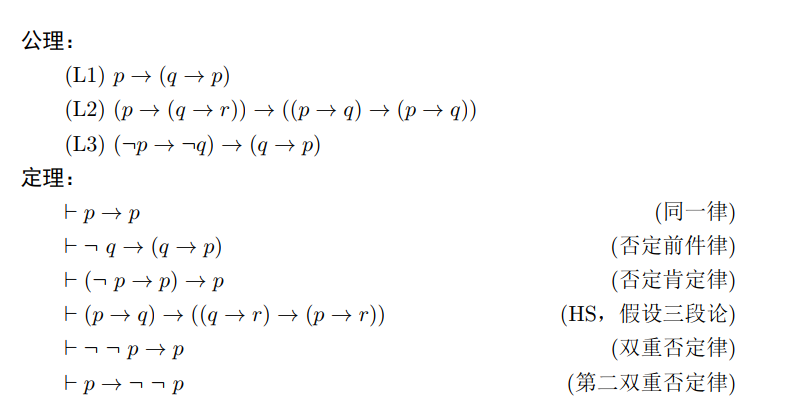 公理：
(L1) p → (q → p)
(L2) (p → (q → r)) → ((p → q) → (p → q))
(L3) (¬p → ¬q) → (q → p)
定理：
⊢ p → p (同一律)
⊢ ¬ q → (q → p) (否定前件律)
⊢ (¬ p → p) → p (否定肯定律)
⊢ (p → q) → ((q → r) → (p → r)) (HS，假设三段论)
⊢ ¬ ¬ p → p (双重否定律)
⊢ p → ¬ ¬ p (第二双重否定律)